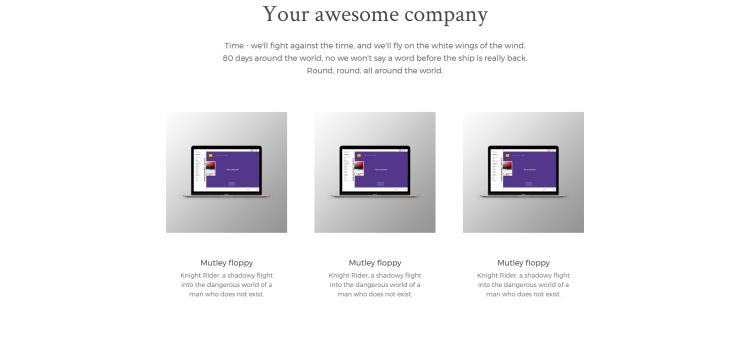 Your awesome company
Time - we'll fight against the time, and we'll fly on the white wings of the wind.
80 days around the world, no we won't say a word before the ship is really back.
Round, round, all around the world.
Mutley floppy
Knight Rider, a shadowy flight
into the dangerous world of a
man who does not exist.
Mutley floppy
Knight Rider, a shadowy flight
into the dangerous world of a
man who does not exist.
Mutley floppy
Knight Rider, a shadowy flight
into the dangerous world of a
man who does not exist.